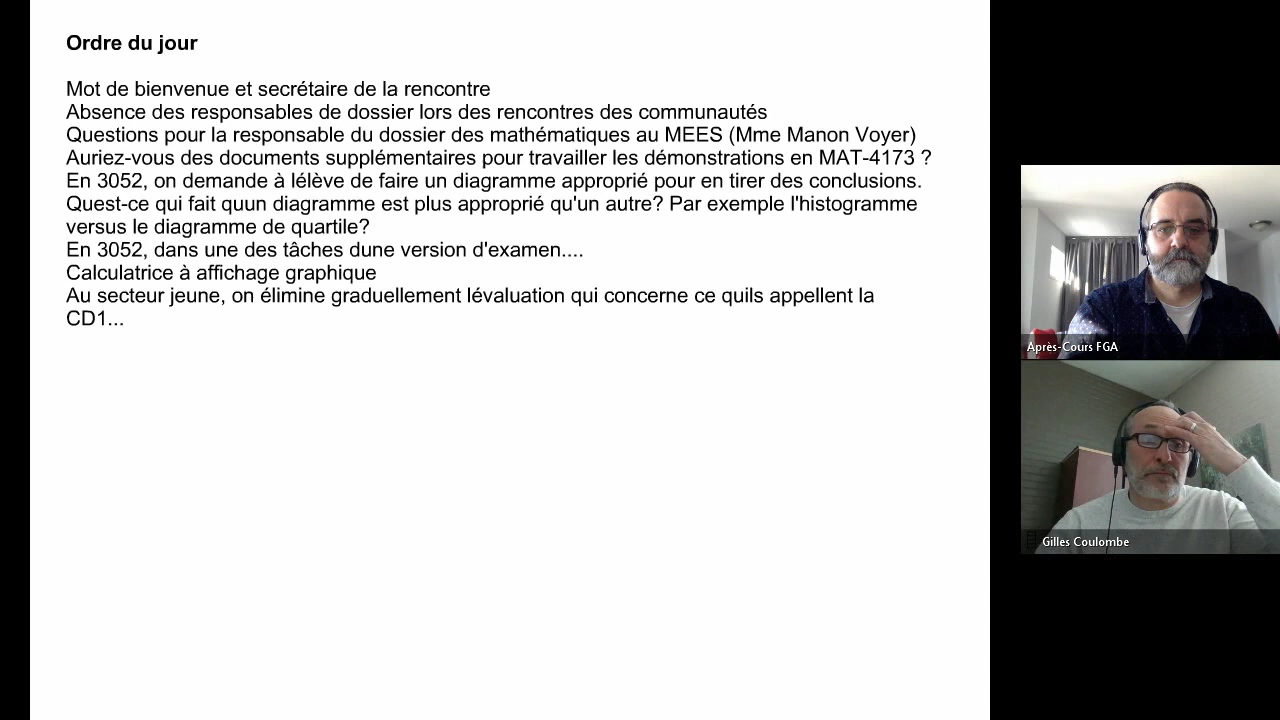 Ordre du jour
Mot de bienvenue et secrétaire de la rencontre
Absence des responsables de dossier lors des rencontres des communautés
Questions pour la responsable du dossier des mathématiques au MEES (Mme Manon Voyer)
Auriez-vous des documents supplémentaires pour travailler les démonstrations en MAT-4173 ?
En 3052, on demande à lélève de faire un diagramme approprié pour en tirer des conclusions.
Quest-ce qui fait quun diagramme est plus approprié qu'un autre? Par exemple l'histogramme
versus le diagramme de quartile?
En 3052, dans une des tâches dune version d'examen....
Calculatrice à affichage graphique
Au secteur jeune, on élimine graduellement lévaluation qui concerne ce quils appellent la
CD1...
Après-Cours FGA
Gilles Coulombe